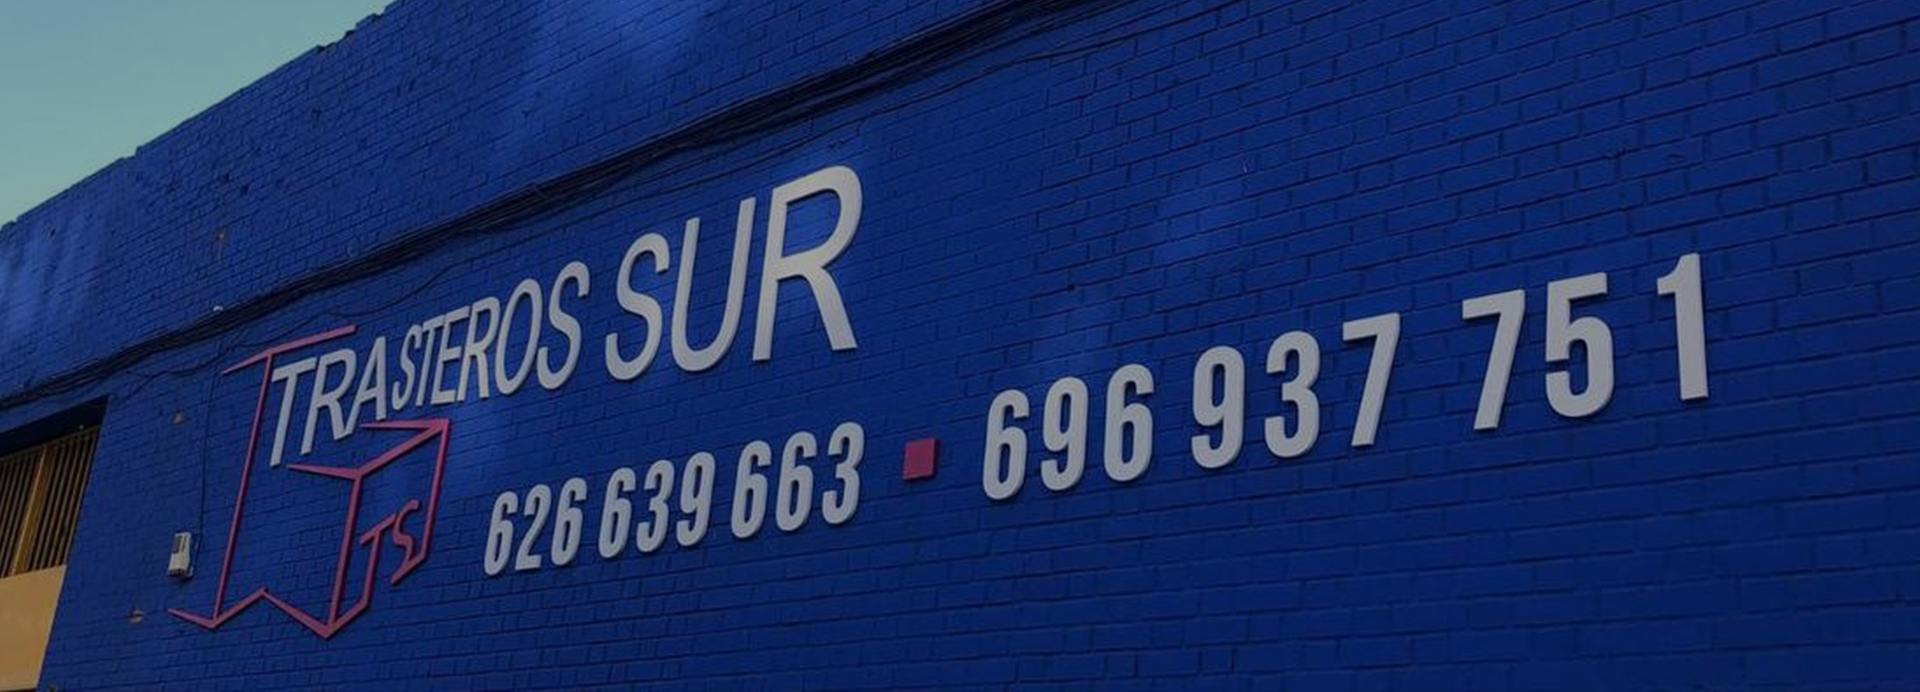 TRASTEROS SUR
TS
626 639 663 ▪ 696 937 751